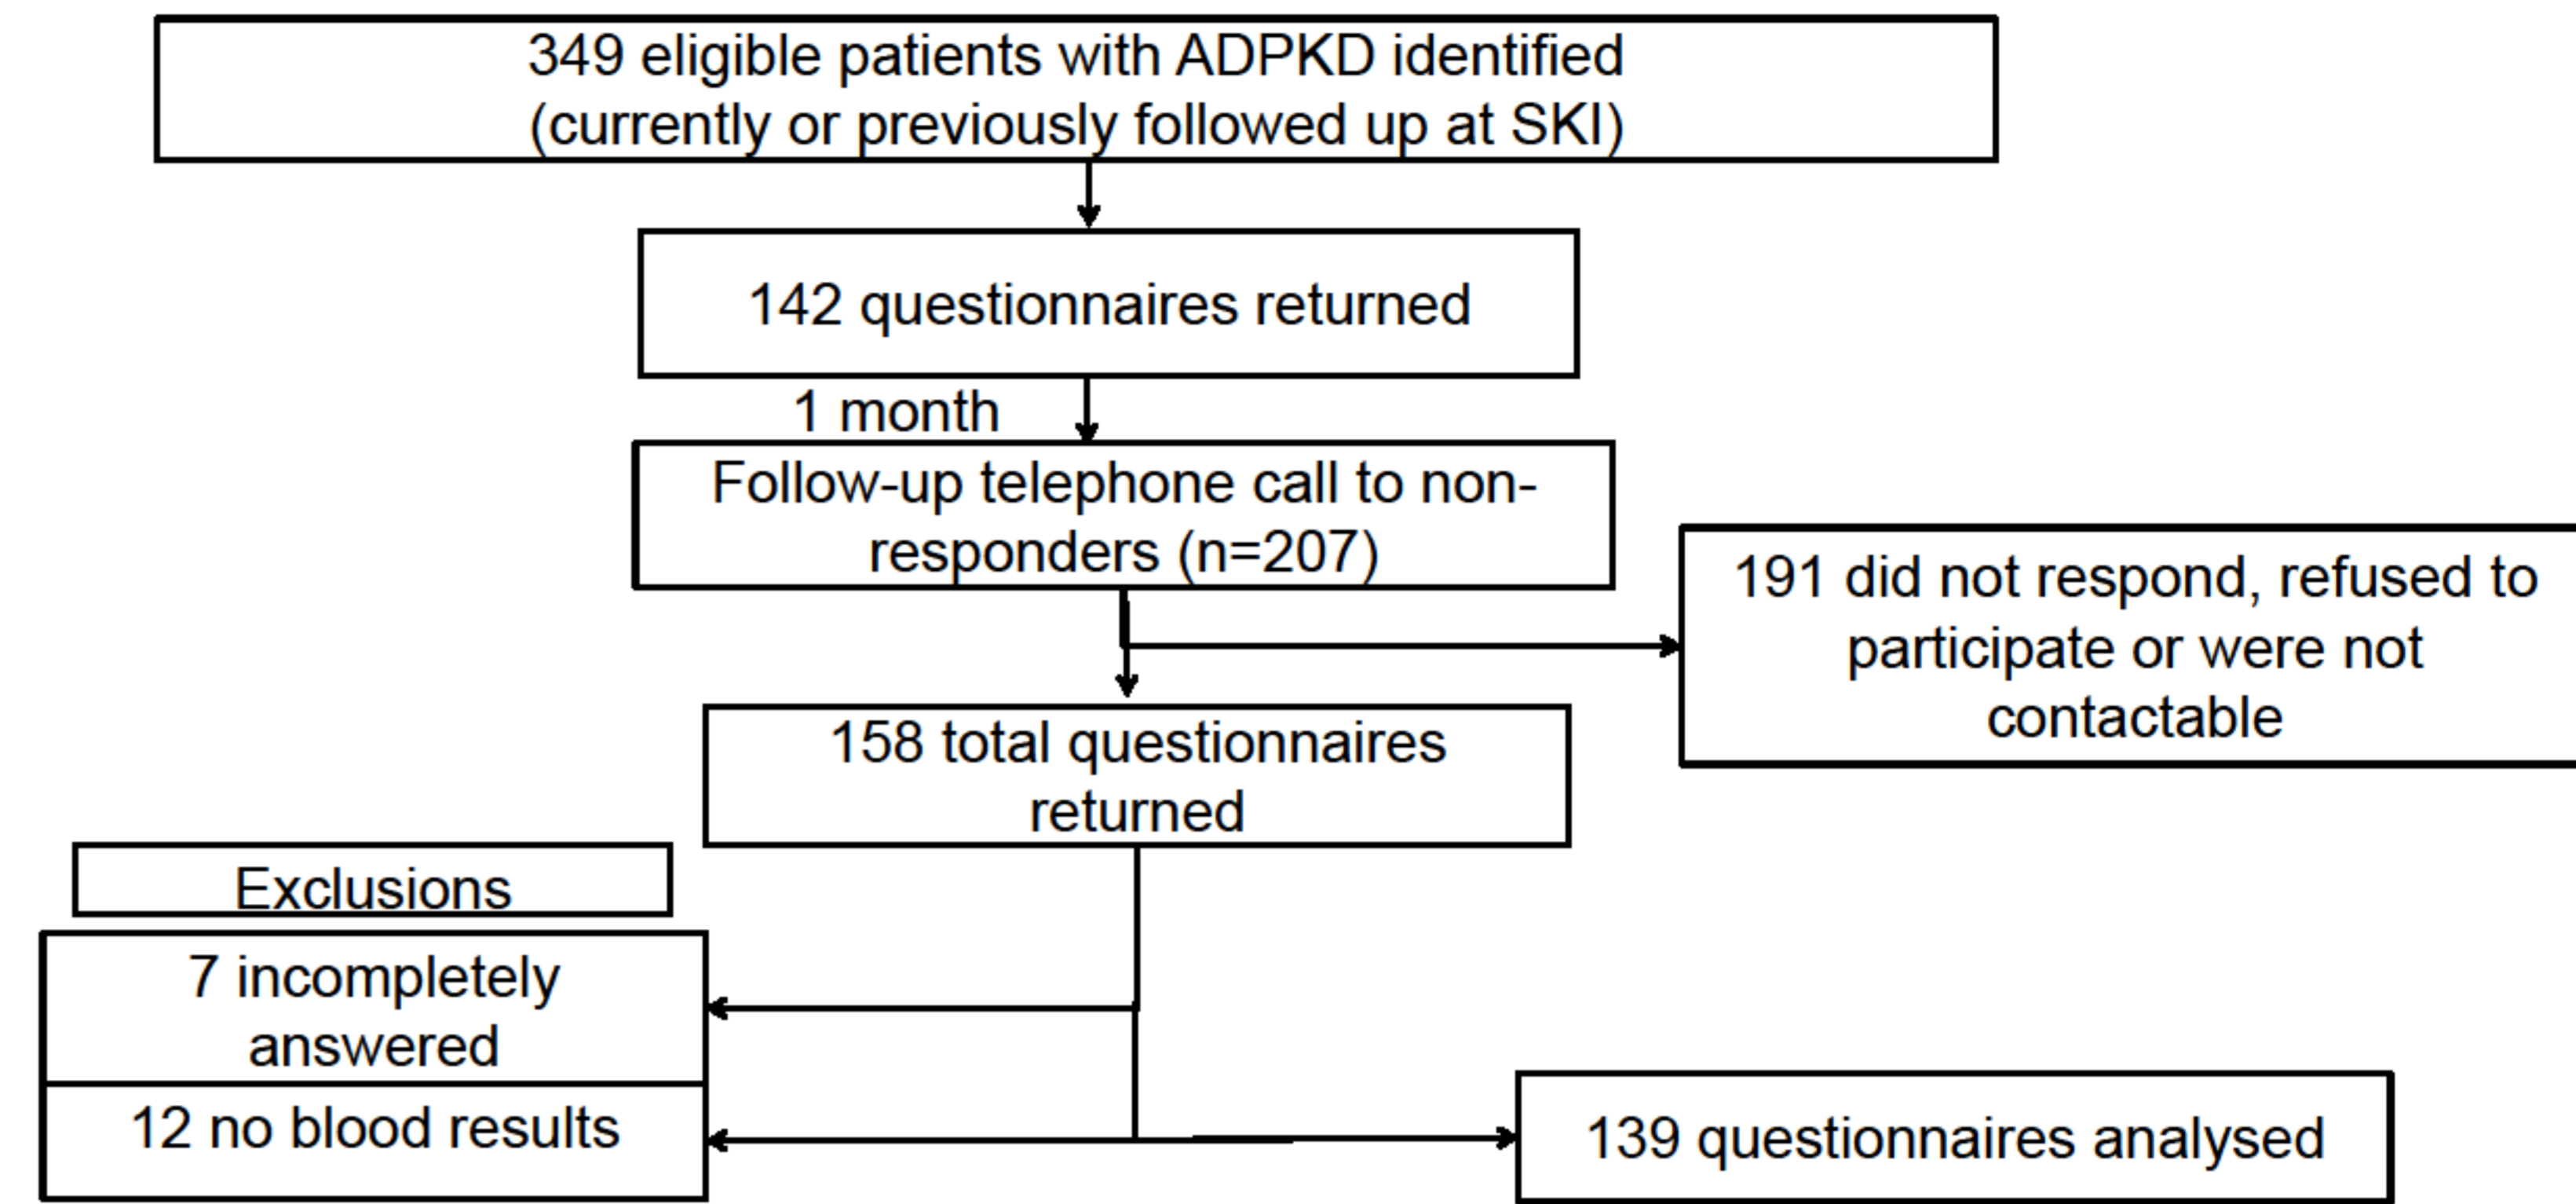 349 eligible patients with ADPKD identified
(currently or previously followed up at SKI)
142 questionnaires returned
1 month
Follow-up telephone call to non-
responders (n=207)
191 did not respond, refused to
participate or were not
contactable
158 total questionnaires
returned
Exclusions
7 incompletely
answered
12 no blood results
139 questionnaires analysed